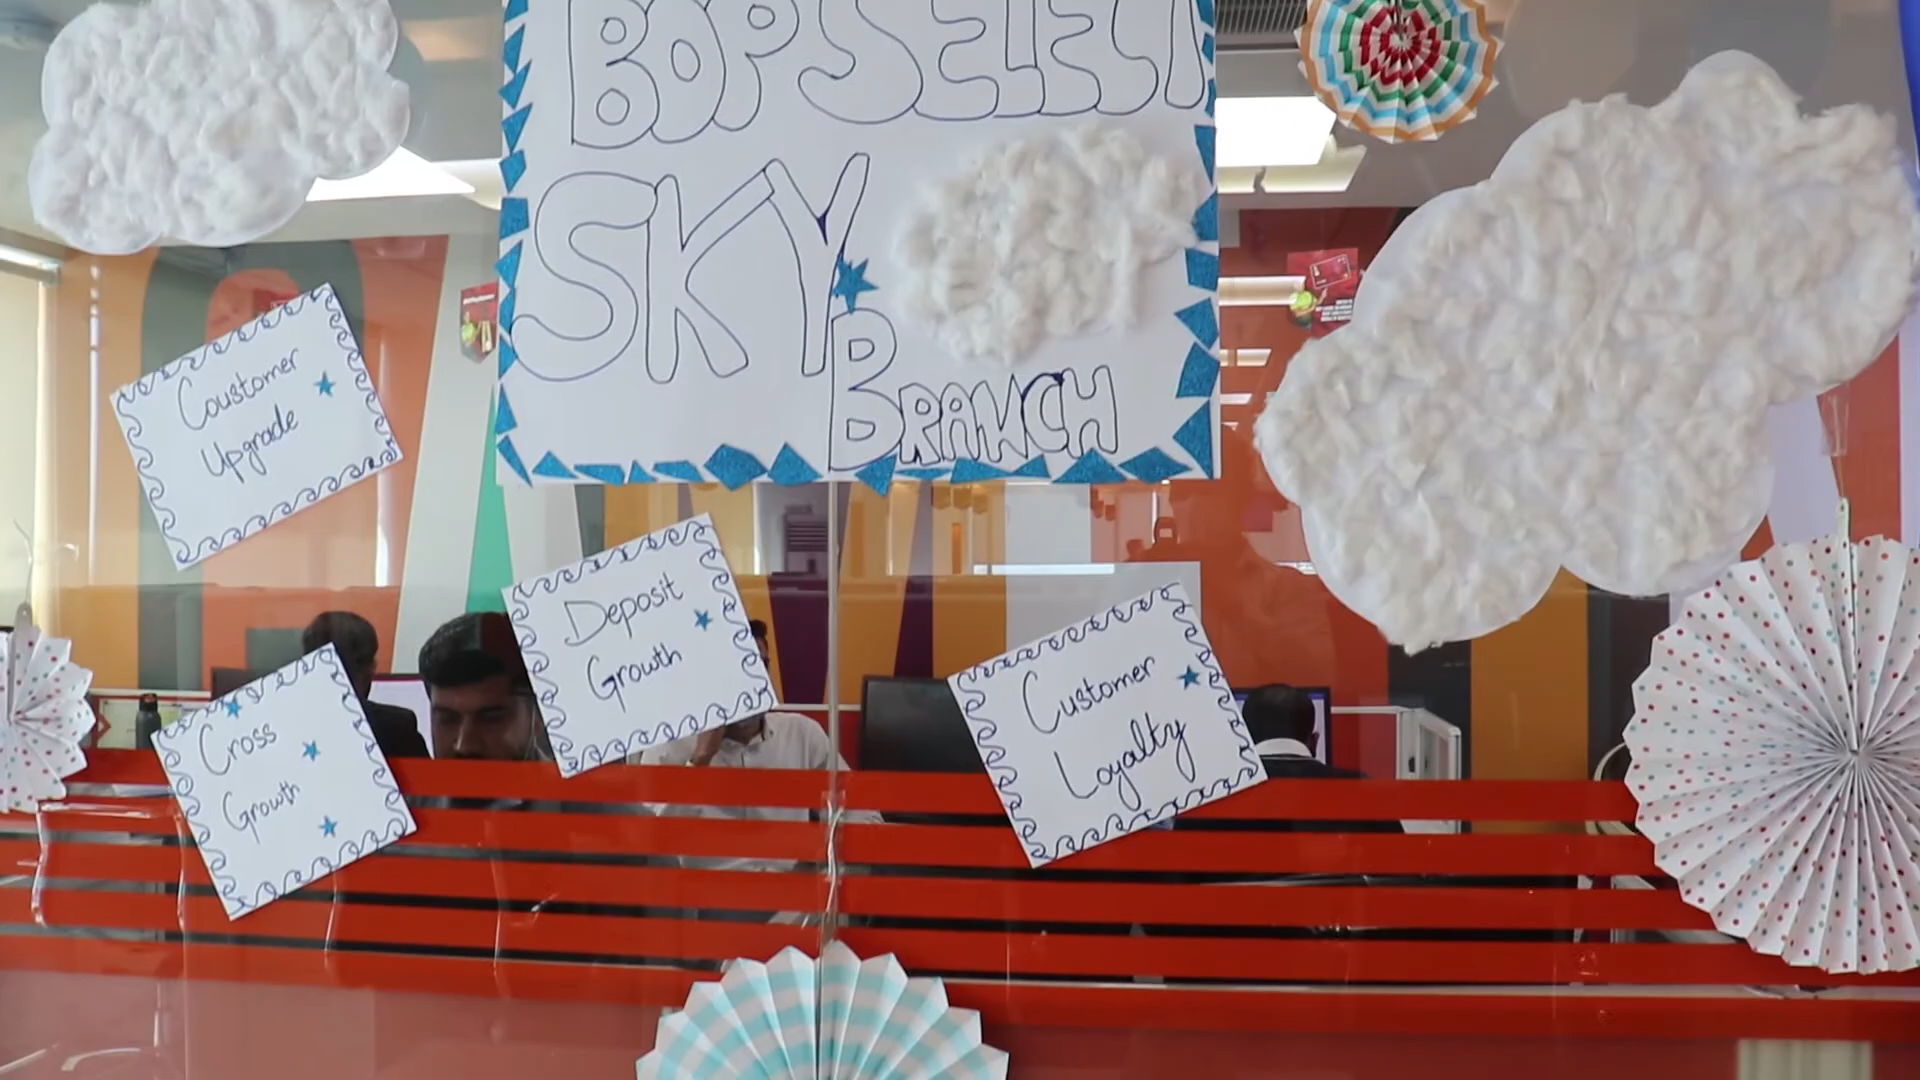 BOP SELECT
SKY
BRANCH
Coustomer
Upgrade
Deposit
Growth
Cross
Growth
Customer
Loyalty